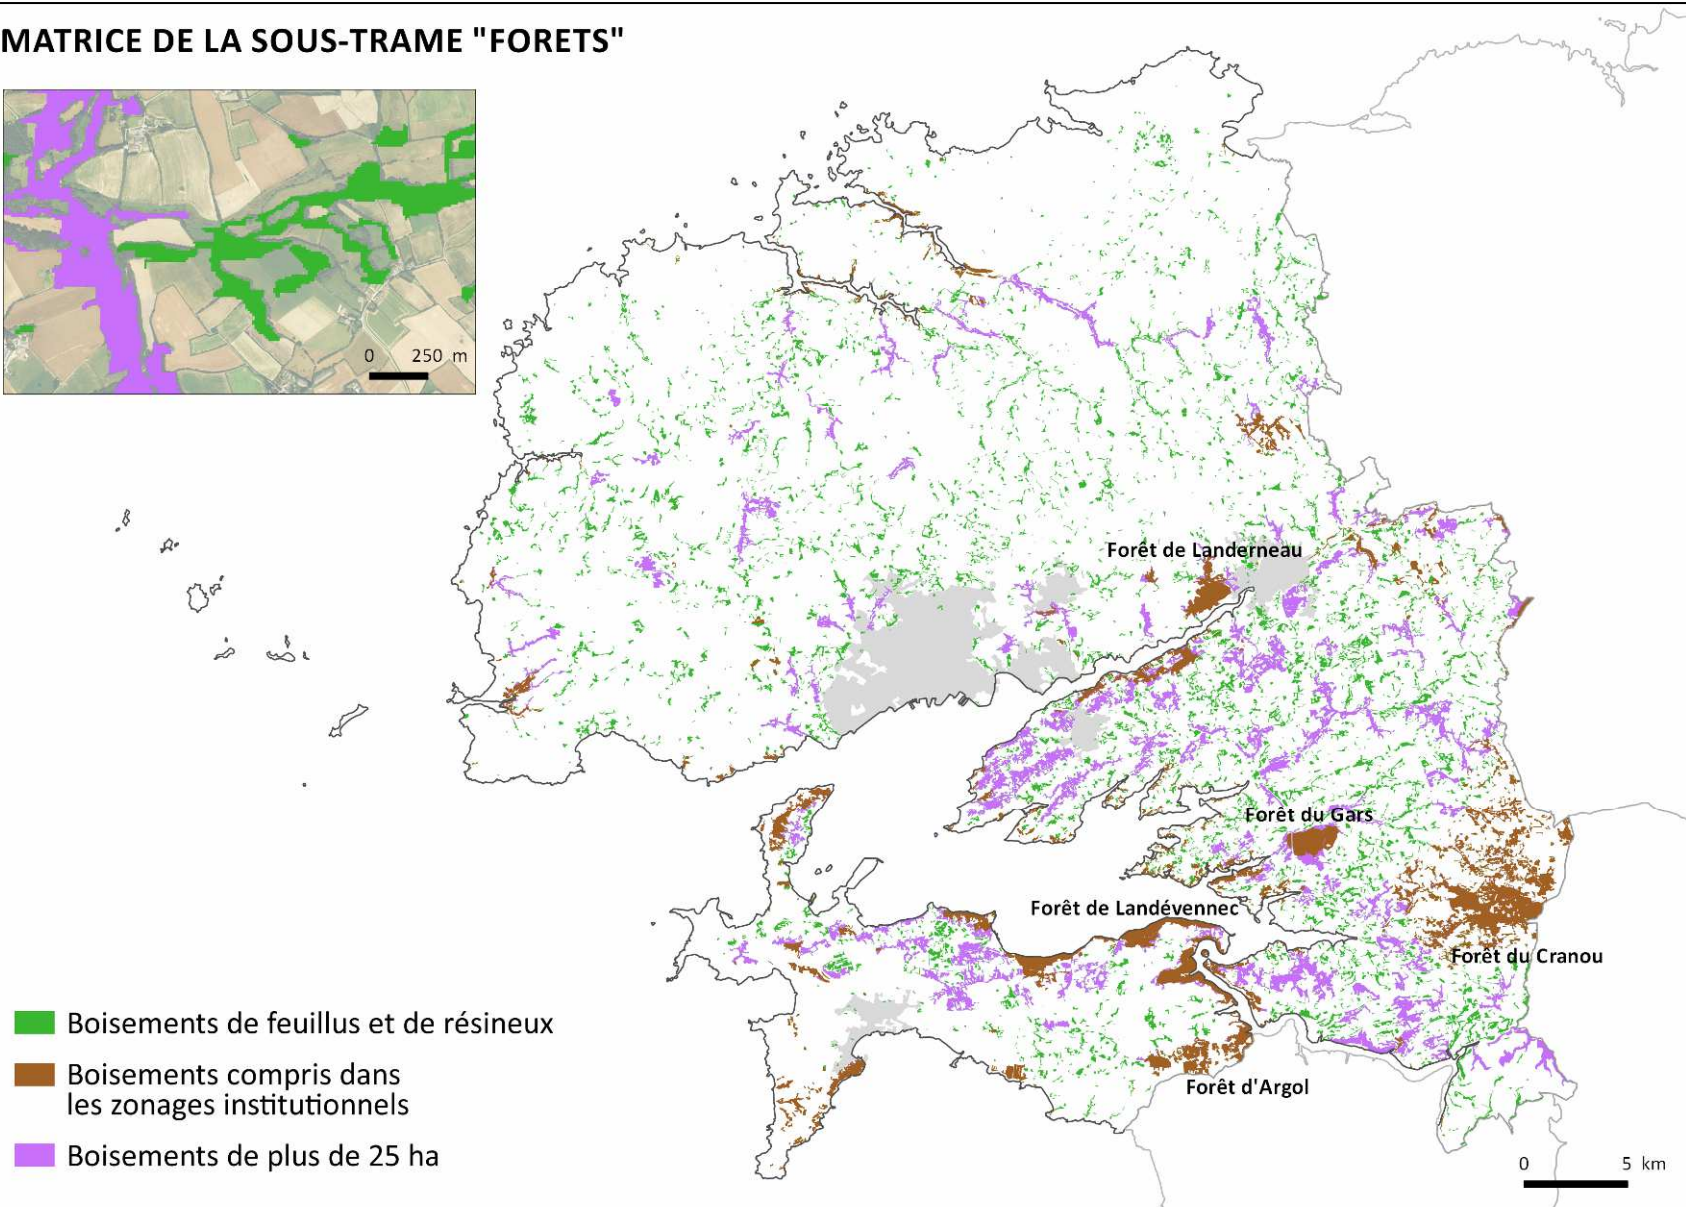 MATRICE DE LA SOUS-TRAME "FORETS"
0 250 m
Forêt de Landerneau
Forêt du Gars
Forêt de Landévennec
Forêt du Cranou
Forêt d'Argol
Boisements de feuillus et de résineux
Boisements compris dans
les zonages institutionnels
Boisements de plus de 25 ha
0 5 km